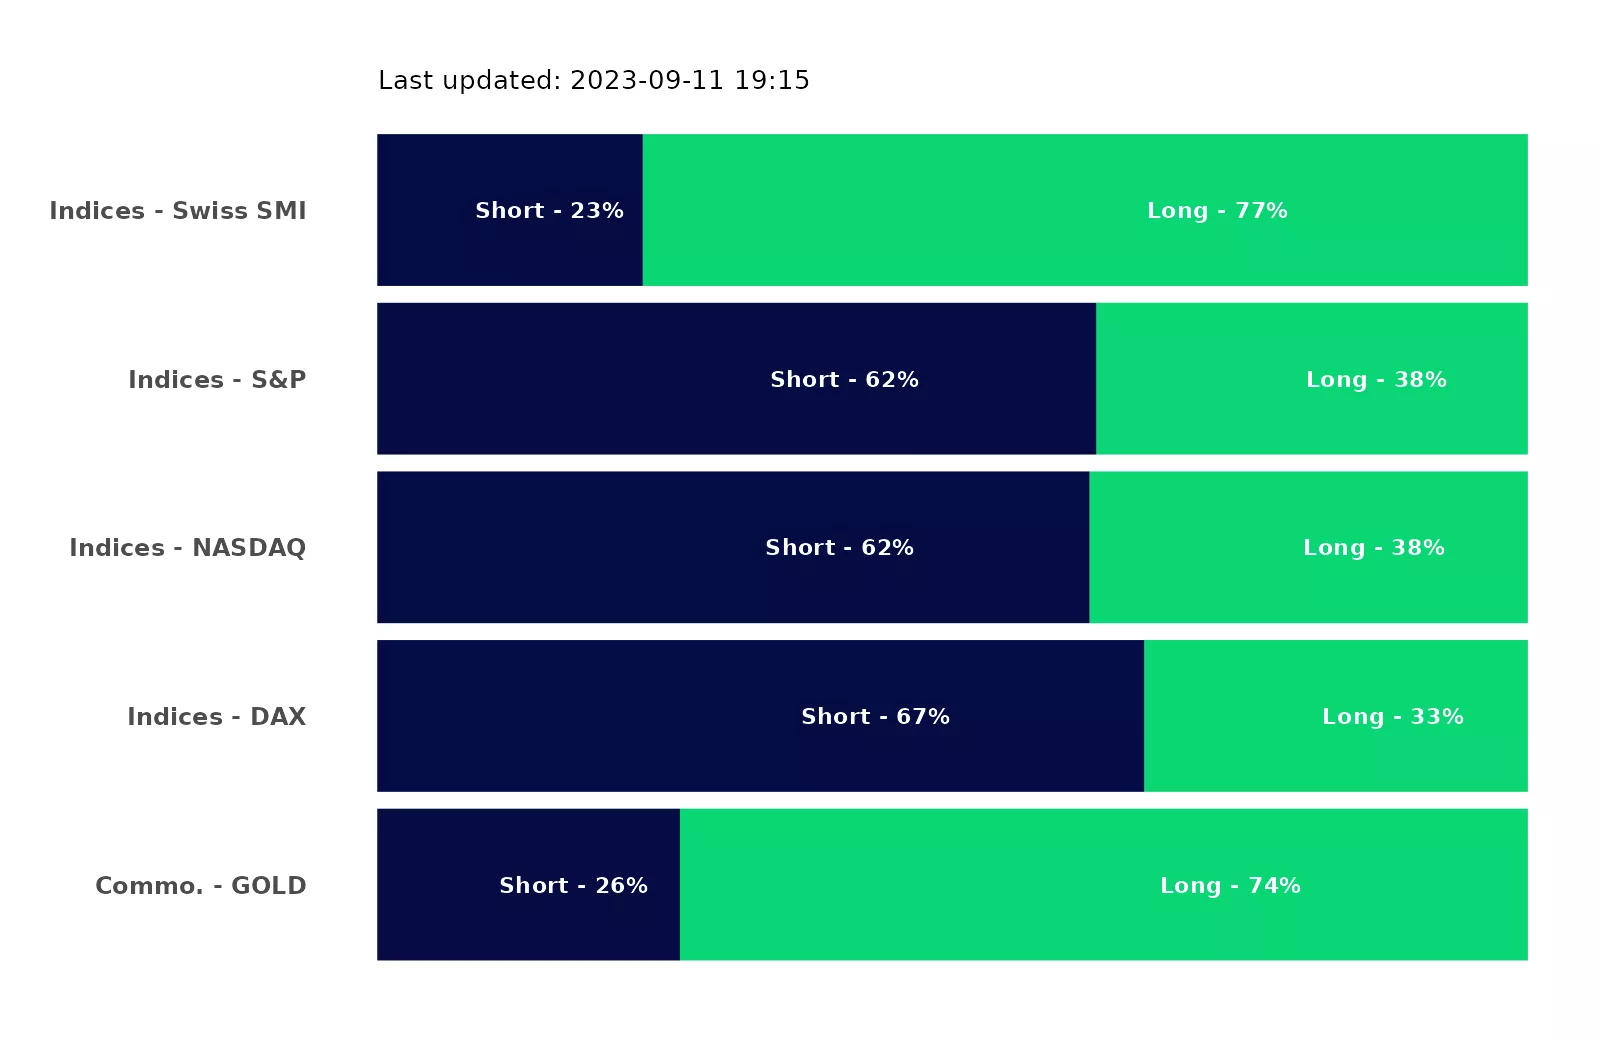 Last updated: 2023-09-11 19:15
Indices - Swiss SMI Short - 23% Long - 77%
Indices - S&P Short - 62% Long - 38%
Indices - NASDAQ Short - 62% Long - 38%
Indices - DAX Short - 67% Long - 33%
Commo. - GOLD Short - 26% Long - 74%